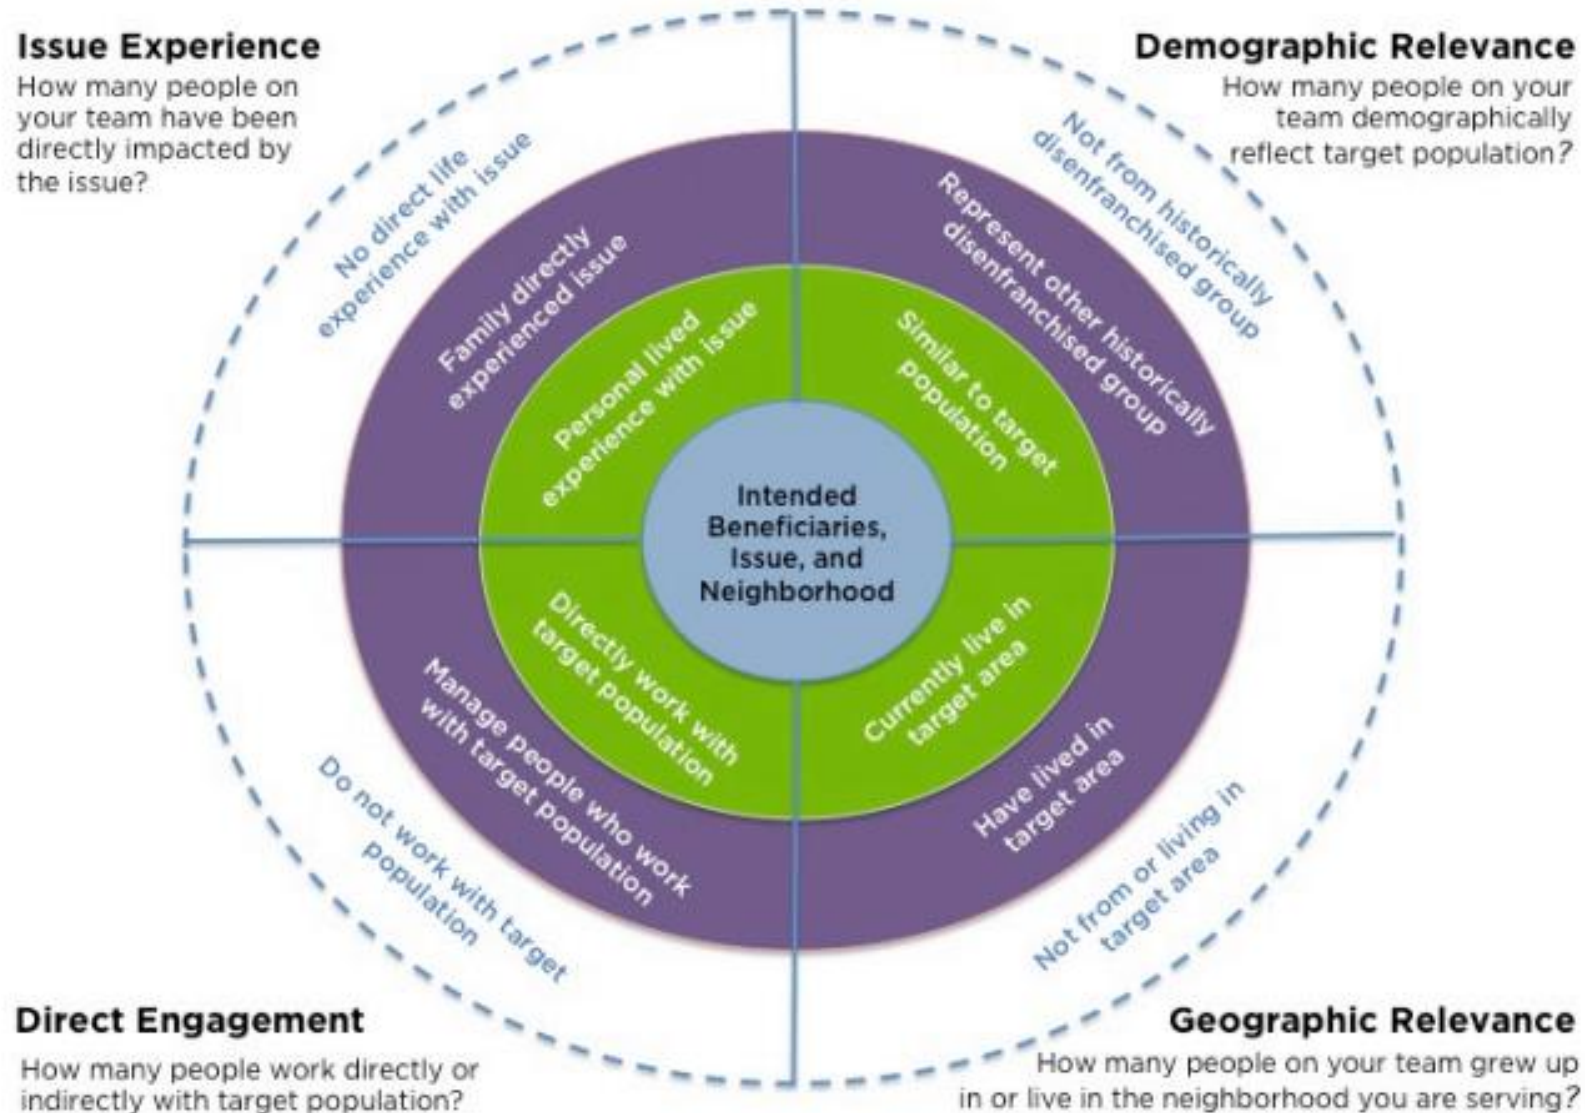 Issue Experience
How many people on
your team have been
directly impacted by
the issue?
Demographic Relevance
How many people on your
team demographically
reflect target population?
No direct life
experience with issue
Family directly
experienced issue
Personal lived
experience with issue
Not from historically
disenfranchised group
Represent other historically
disenfranchised group
Similar to target
population
Intended
Beneficiaries,
Issue, and
Neighborhood
Directly work with
target population
Manage people who work
with target population
Do not work with target
population
Currently live in
target area
Have lived in
target area
Not from or living in
target area
Direct Engagement
How many people work directly or
indirectly with target population?
Geographic Relevance
How many people on your team grew up
in or live in the neighborhood you are serving?